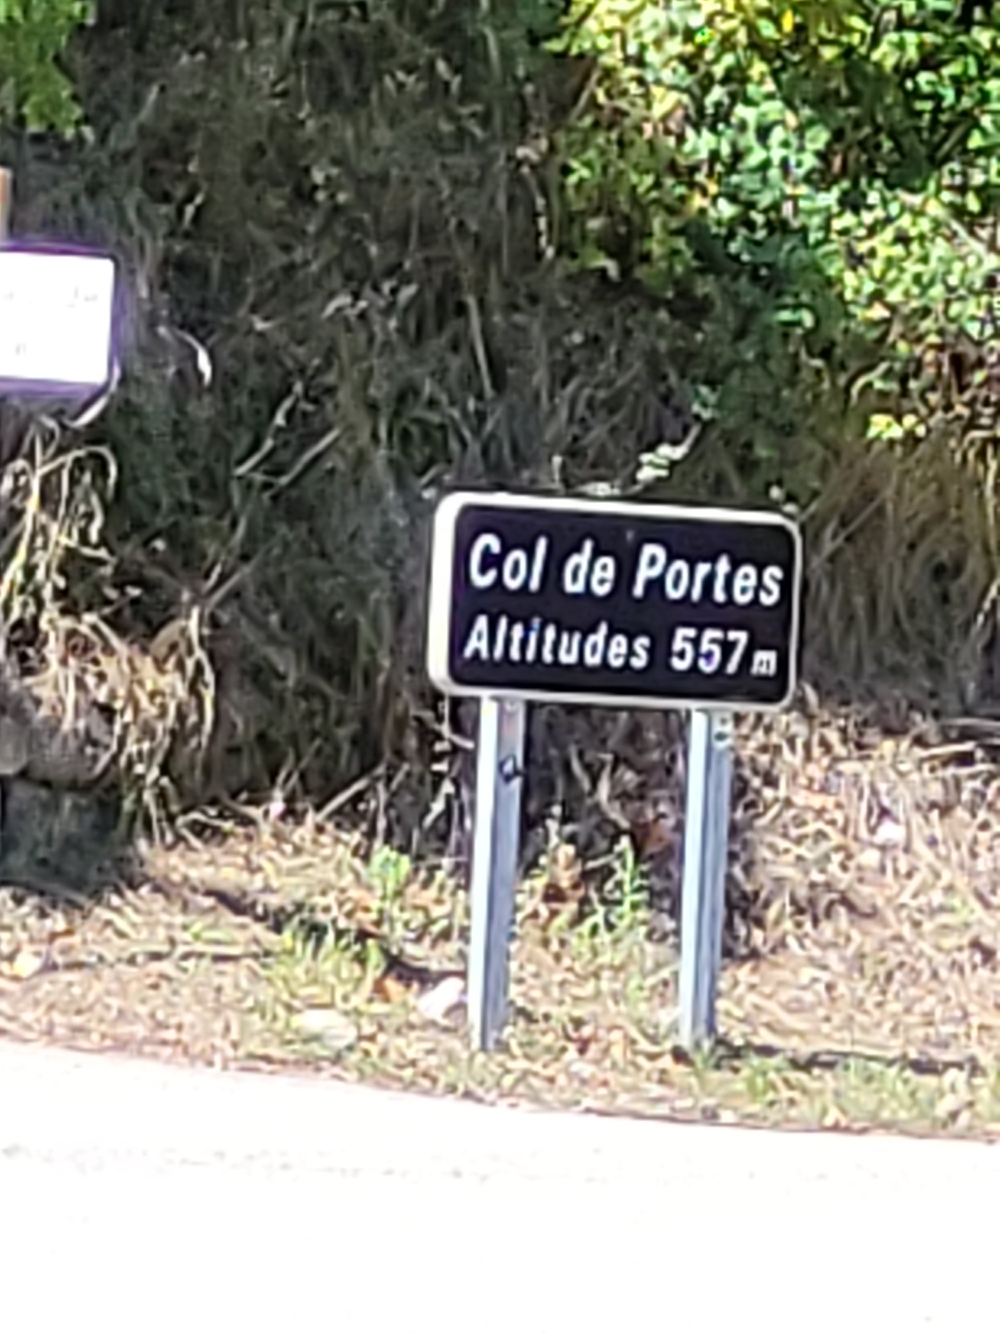 Col de Portes
Altitudes 557m